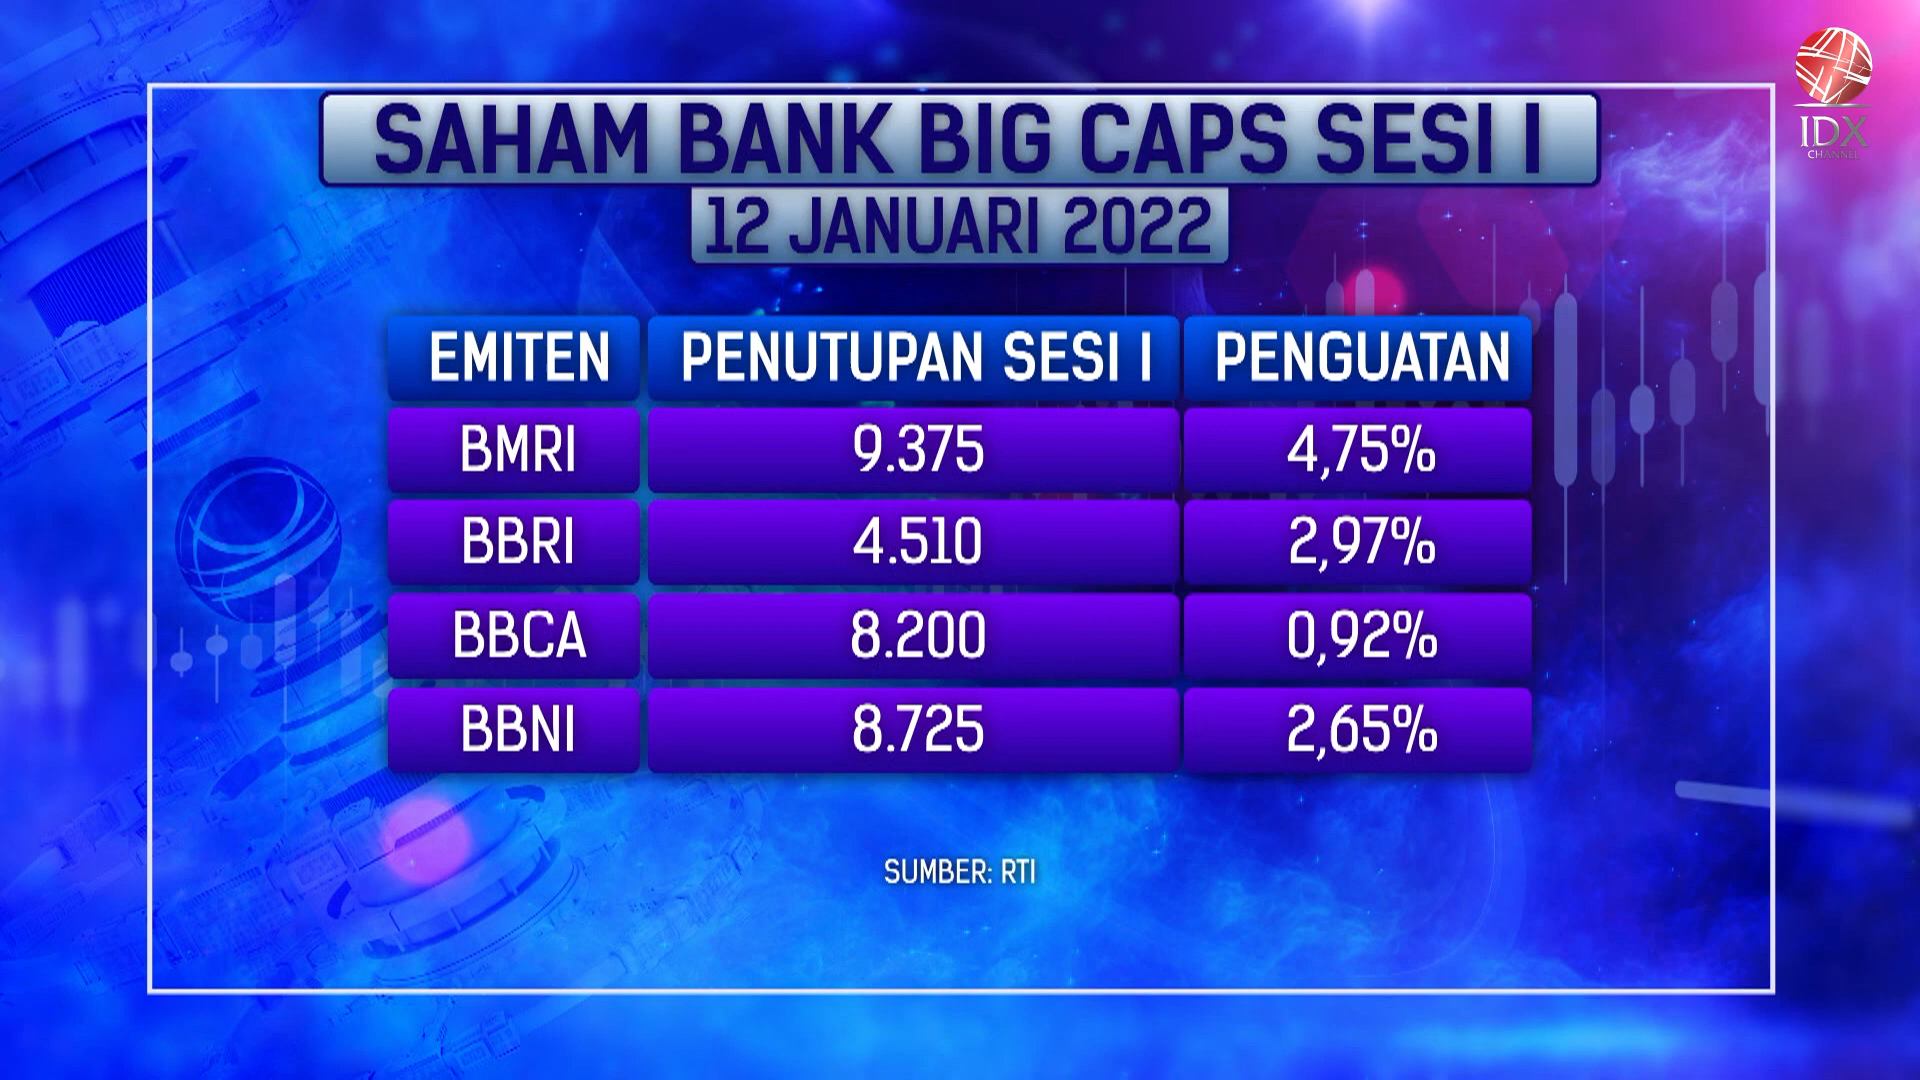 IDX
CHANNEL
SAHAM BANK BIG CAPS SESI I
12 JANUARI 2022
EMITEN PENUTUPAN SESI I PENGUATAN
BMRI 9.375 4,75%
BBRI 4.510 2,97%
BBCA 8.200 0,92%
BBNI 8.725 2,65%
SUMBER: RTI